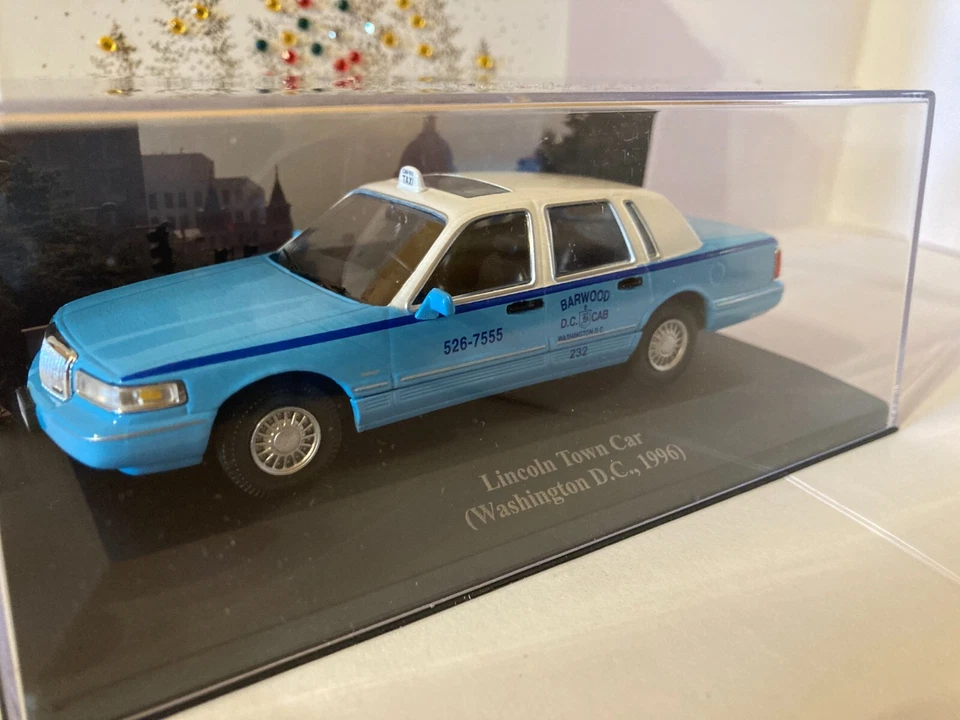 TAXI
526-7555
BARWOOD
D.C. CAB
WASHINGTON D.C.
232
Lincoln Town Car
(Washington D.C., 1996)